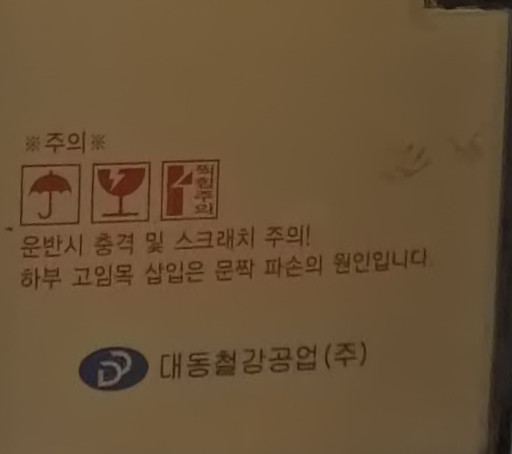 ※주의※
찍힘주의
운반시 충격 및 스크래치 주의!
하부 고임목 삽입은 문짝 파손의 원인입니다.
대동철강공업(주)